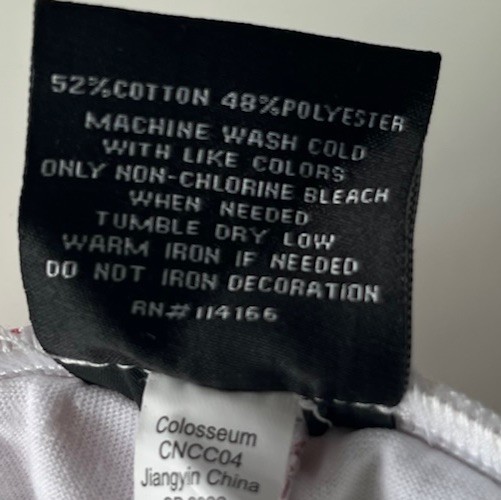 52%COTTON 48%POLYESTER
MACHINE WASH COLD
WITH LIKE COLORS
ONLY NON-CHLORINE BLEACH
WHEN NEEDED
TUMBLE DRY LOW
WARM IRON IF NEEDED
DO NOT IRON DECORATION
RN#114166
Colosseum
CNCC04
Jiangyin China